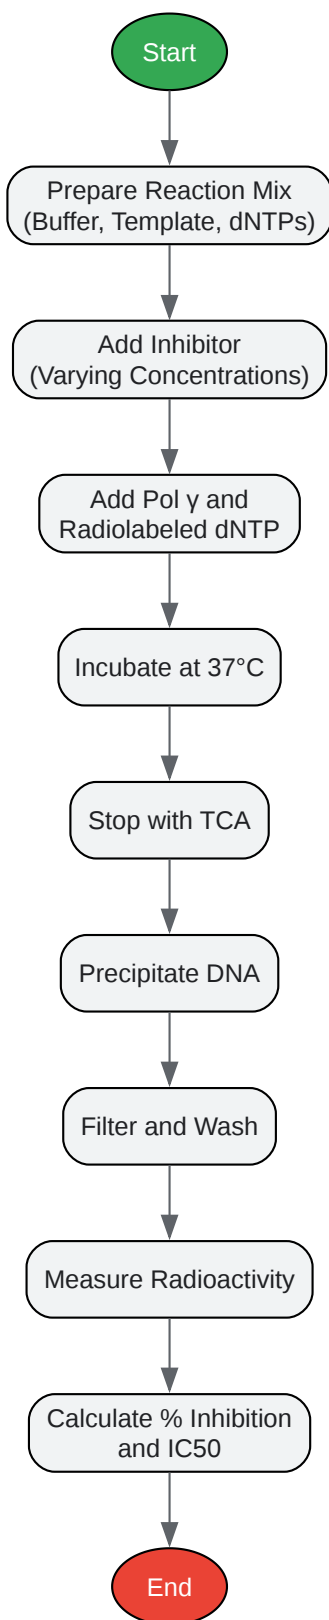 Start
Prepare Reaction Mix
(Buffer, Template, dNTPs)
Add Inhibitor
(Varying Concentrations)
Add Pol γ and
Radiolabeled dNTP
Incubate at 37°C
Stop with TCA
Precipitate DNA
Filter and Wash
Measure Radioactivity
Calculate % Inhibition
and IC50
End